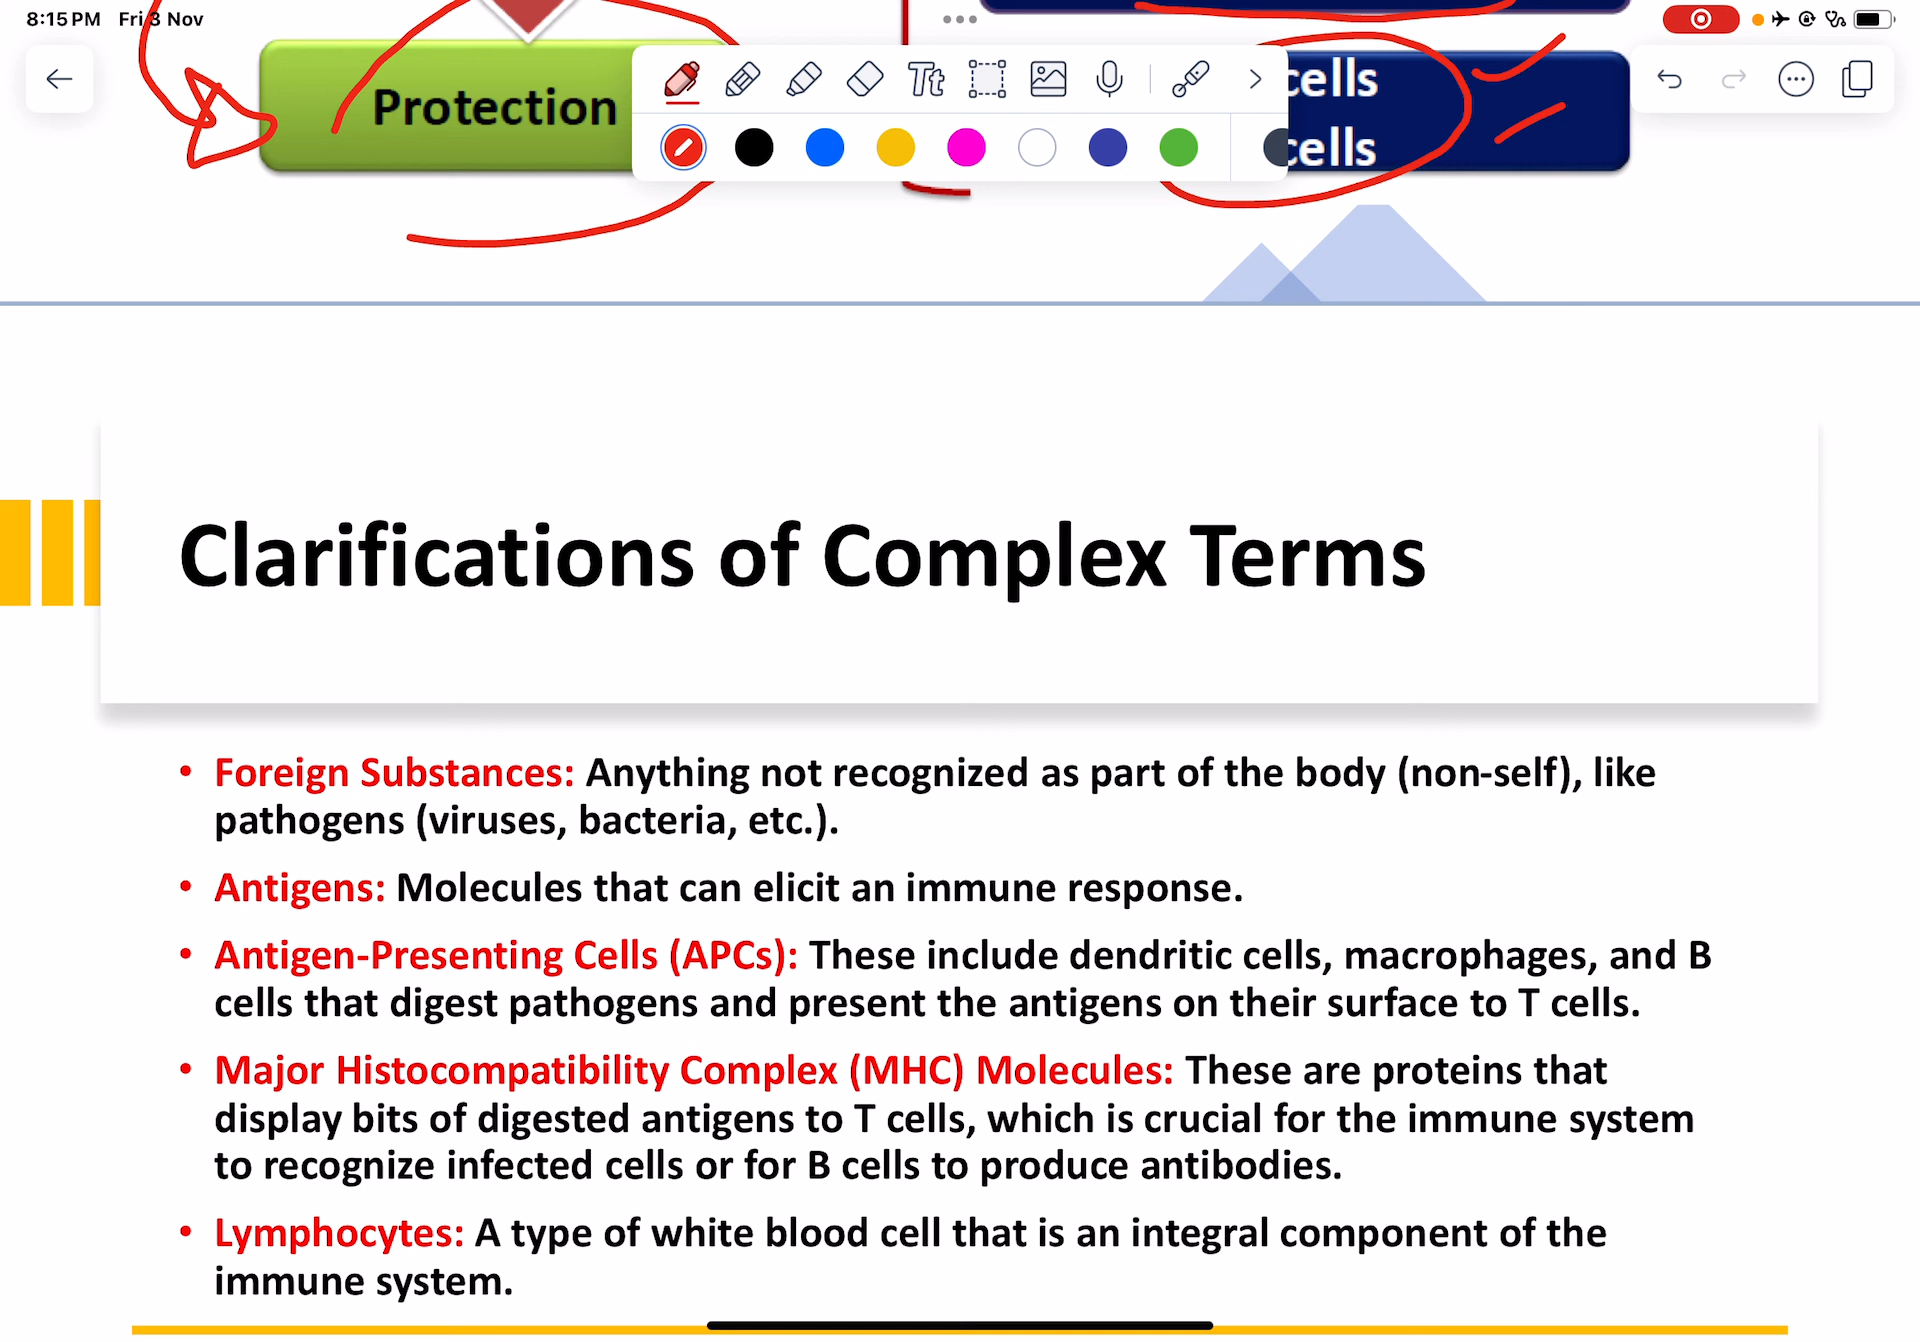 8:15 PM Fri 3 Nov
Protection
cells
cells
Tt
Clarifications of Complex Terms
• Foreign Substances: Anything not recognized as part of the body (non-self), like
pathogens (viruses, bacteria, etc.).
• Antigens: Molecules that can elicit an immune response.
• Antigen-Presenting Cells (APCs): These include dendritic cells, macrophages, and B
cells that digest pathogens and present the antigens on their surface to T cells.
• Major Histocompatibility Complex (MHC) Molecules: These are proteins that
display bits of digested antigens to T cells, which is crucial for the immune system
to recognize infected cells or for B cells to produce antibodies.
• Lymphocytes: A type of white blood cell that is an integral component of the
immune system.